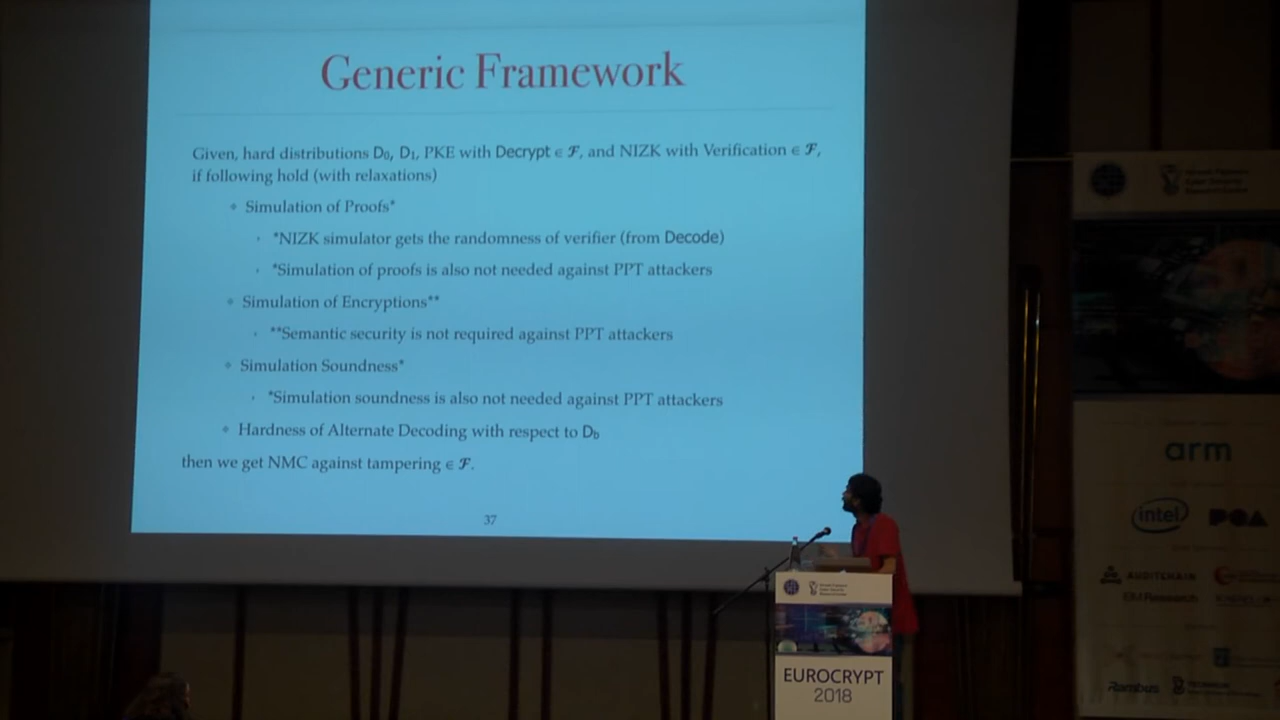 Generic Framework
Given, hard distributions D₀, D₁, PKE with Decrypt ∈ 𝓕, and NIZK with Verification ∈ 𝓕,
if following hold (with relaxations)
Simulation of Proofs*
*NIZK simulator gets the randomness of verifier (from Decode)
*Simulation of proofs is also not needed against PPT attackers
Simulation of Encryptions**
**Semantic security is not required against PPT attackers
Simulation Soundness*
*Simulation soundness is also not needed against PPT attackers
Hardness of Alternate Decoding with respect to D_b
then we get NMC against tampering ∈ 𝓕.
37
EUROCRYPT
2018
arm
intel
Rambus